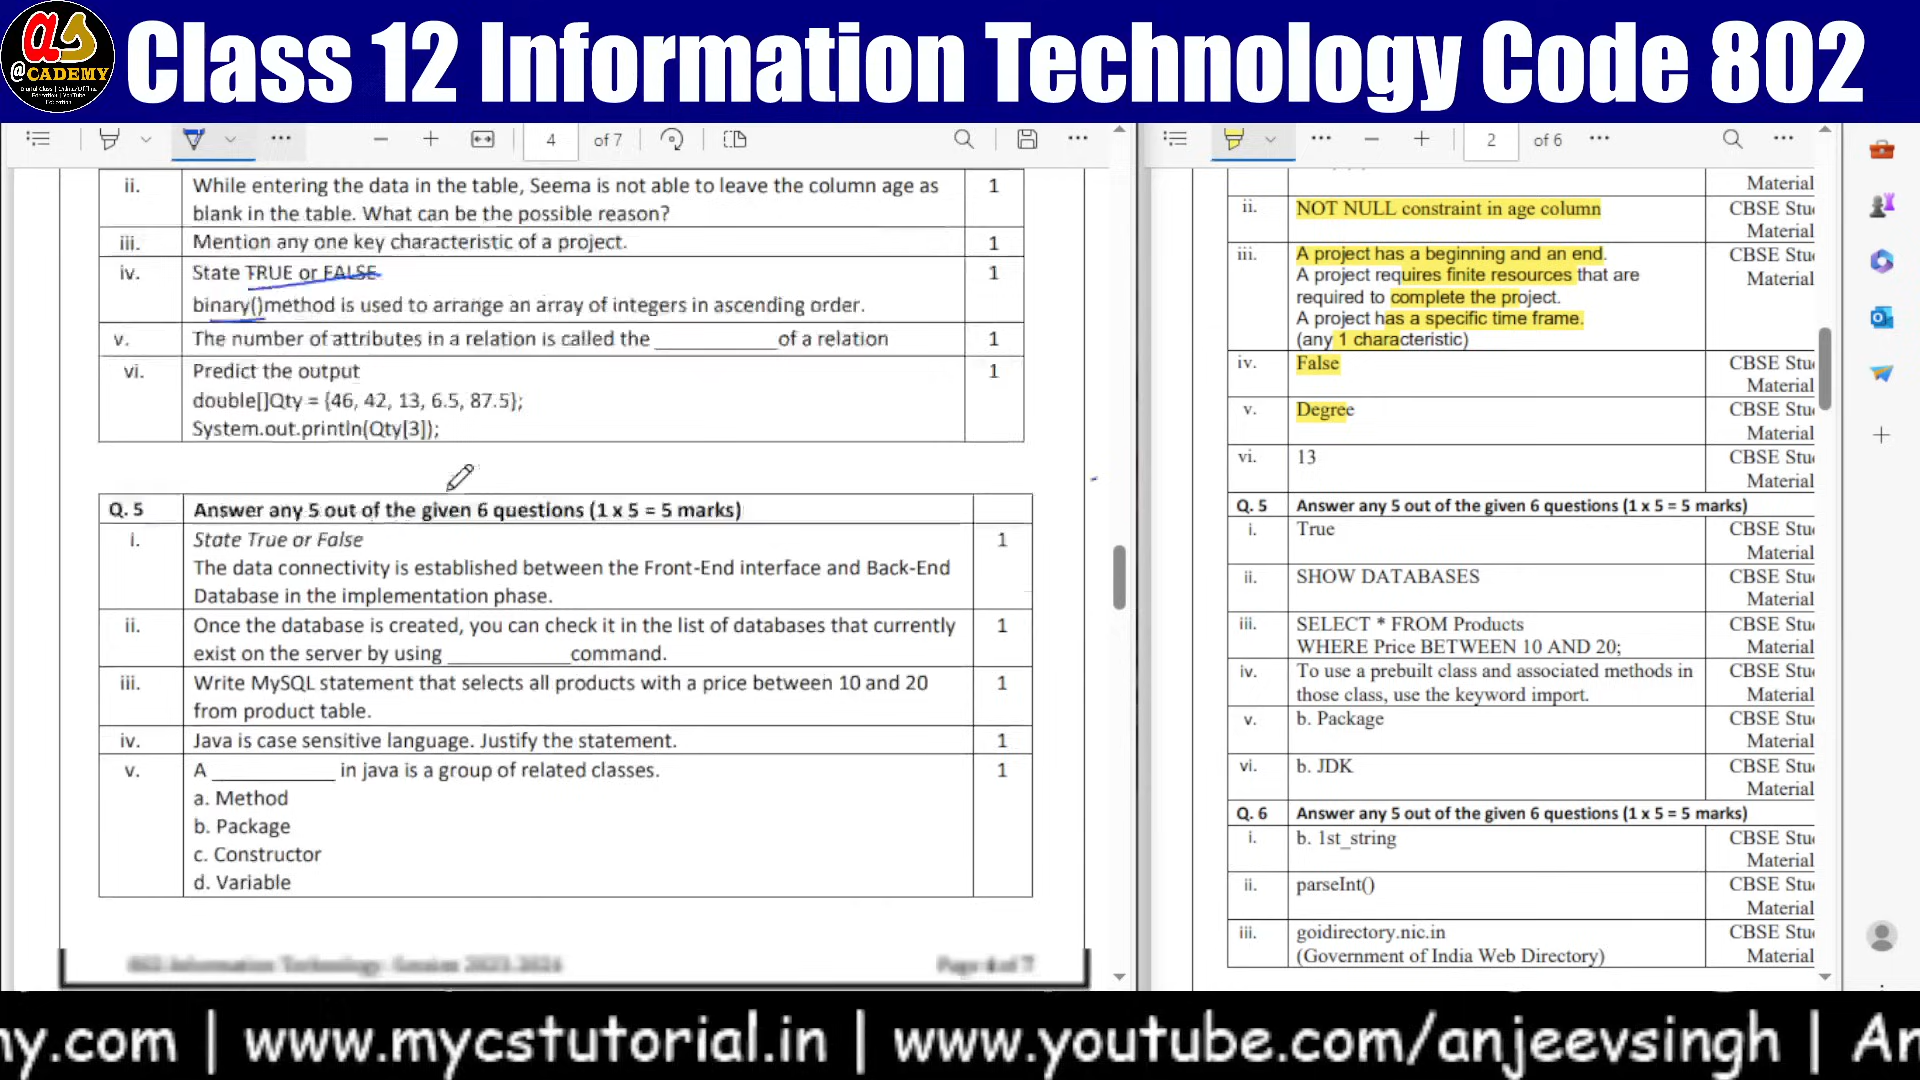 as
@CADEMY
Class 12 Information Technology Code 802
4 of 7
2 of 6
ii. While entering the data in the table, Seema is not able to leave the column age as 1
blank in the table. What can be the possible reason?
iii. Mention any one key characteristic of a project. 1
iv. State TRUE or FALSE 1
binary()method is used to arrange an array of integers in ascending order.
v. The number of attributes in a relation is called the ____________of a relation 1
vi. Predict the output 1
double[]Qty = {46, 42, 13, 6.5, 87.5};
System.out.println(Qty[3]);
Q. 5 Answer any 5 out of the given 6 questions (1 x 5 = 5 marks)
i. State True or False 1
The data connectivity is established between the Front-End interface and Back-End
Database in the implementation phase.
ii. Once the database is created, you can check it in the list of databases that currently 1
exist on the server by using ____________command.
iii. Write MySQL statement that selects all products with a price between 10 and 20 1
from product table.
iv. Java is case sensitive language. Justify the statement. 1
v. A ____________ in java is a group of related classes. 1
a. Method
b. Package
c. Constructor
d. Variable
802-Information Technology- Session 2023-2024 Page 4 of 7
Material
ii. NOT NULL constraint in age column CBSE Stu
Material
iii. A project has a beginning and an end. CBSE Stu
A project requires finite resources that are Material
required to complete the project.
A project has a specific time frame.
(any 1 characteristic)
iv. False CBSE Stu
Material
v. Degree CBSE Stu
Material
vi. 13 CBSE Stu
Material
Q. 5 Answer any 5 out of the given 6 questions (1 x 5 = 5 marks)
i. True CBSE Stu
Material
ii. SHOW DATABASES CBSE Stu
Material
iii. SELECT * FROM Products CBSE Stu
WHERE Price BETWEEN 10 AND 20; Material
iv. To use a prebuilt class and associated methods in CBSE Stu
those class, use the keyword import. Material
v. b. Package CBSE Stu
Material
vi. b. JDK CBSE Stu
Material
Q. 6 Answer any 5 out of the given 6 questions (1 x 5 = 5 marks)
i. b. 1st_string CBSE Stu
Material
ii. parseInt() CBSE Stu
Material
iii. goidirectory.nic.in CBSE Stu
(Government of India Web Directory) Material
ny.com | www.mycstutorial.in | www.youtube.com/anjeevsingh | An